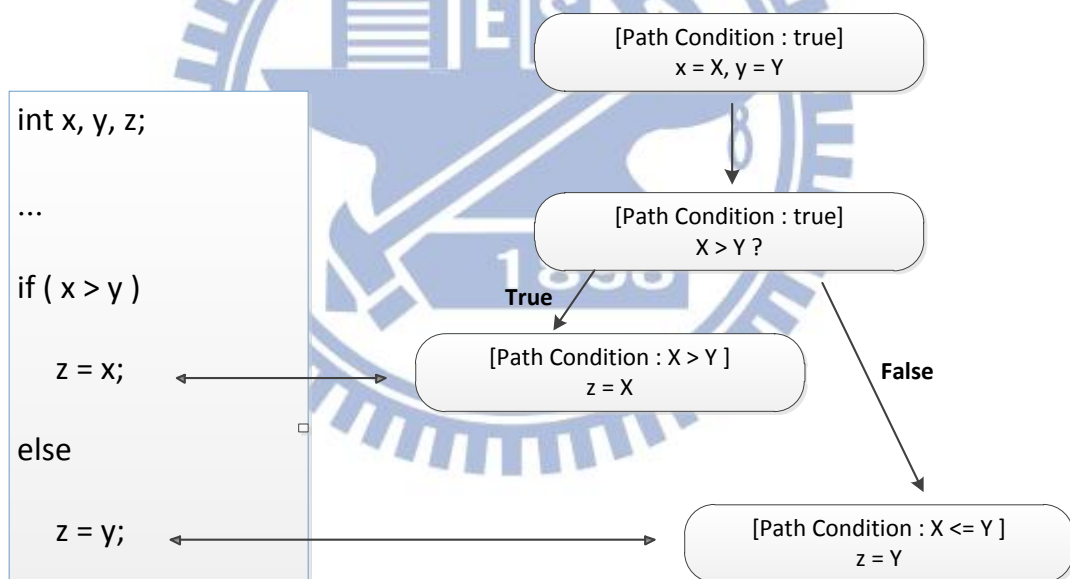 int x, y, z;
...
if ( x > y )
z = x;
else
z = y;
[Path Condition : true]
x = X, y = Y
[Path Condition : true]
X > Y ?
True
False
[Path Condition : X > Y ]
z = X
[Path Condition : X <= Y ]
z = Y